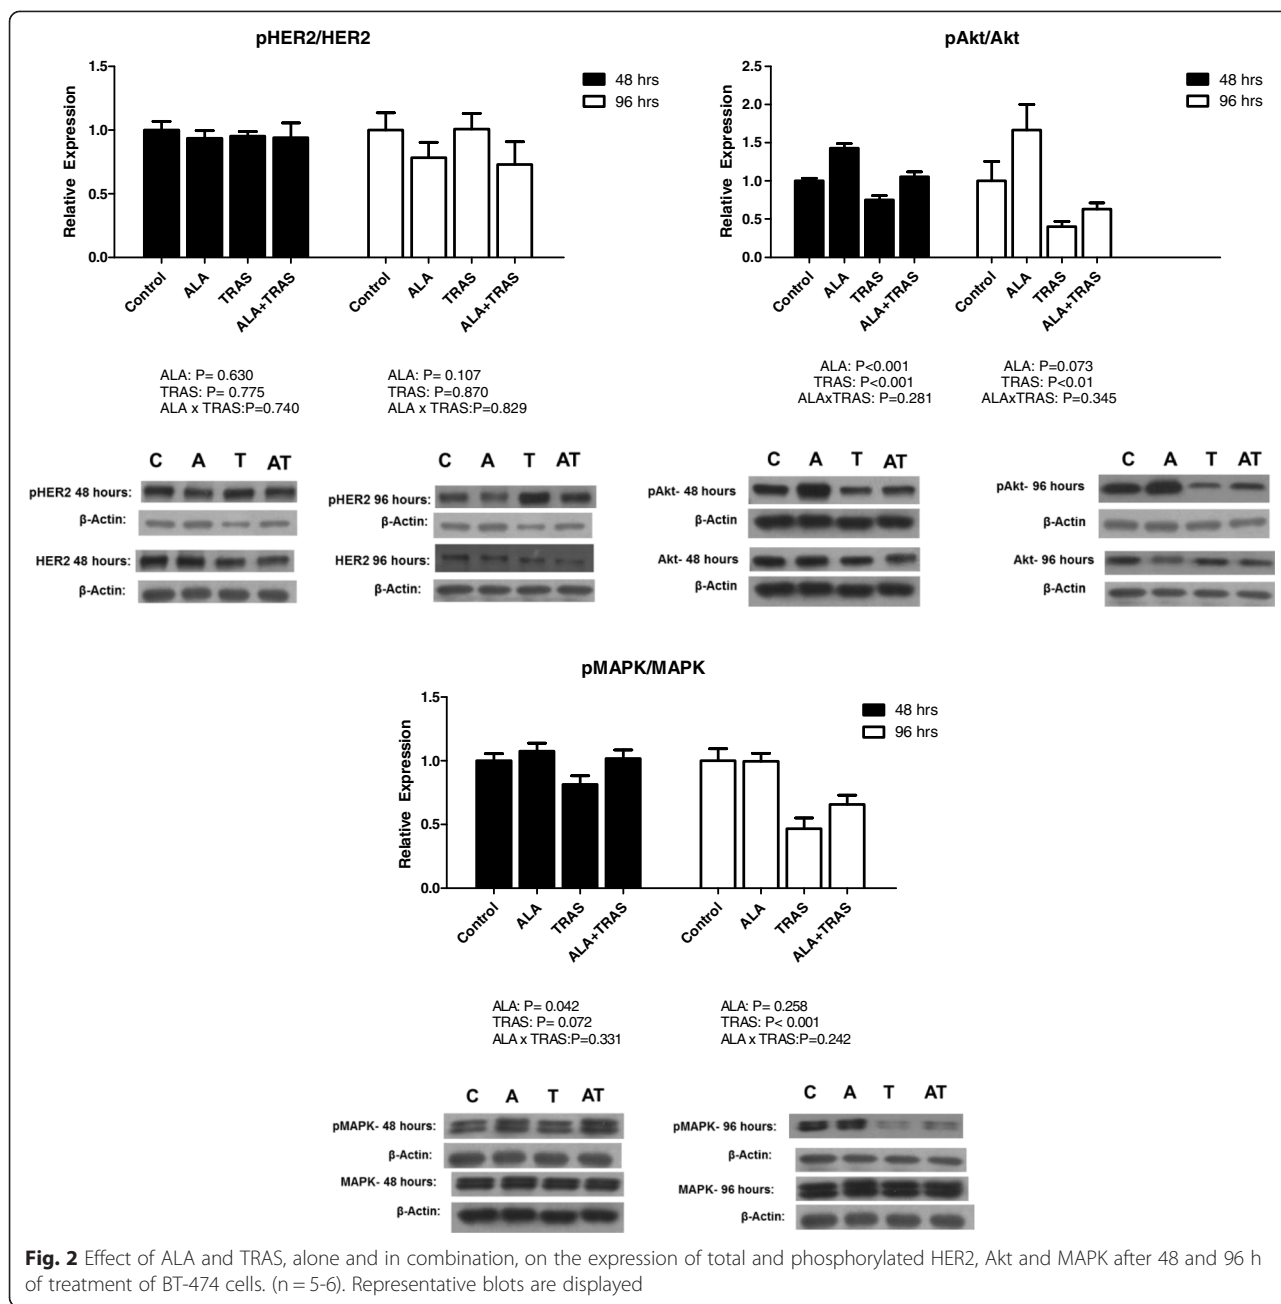 pHER2/HER2
1.5
1.0
0.5
0.0
Relative Expression
48 hrs
96 hrs
Control
ALA
TRAS
ALA+TRAS
Control
ALA
TRAS
ALA+TRAS
ALA: P= 0.630
TRAS: P= 0.775
ALA x TRAS:P=0.740
ALA: P= 0.107
TRAS: P=0.870
ALA x TRAS:P=0.829
C A T AT
pHER2 48 hours:
β-Actin:
HER2 48 hours:
β-Actin:
C A T AT
pHER2 96 hours:
β-Actin:
HER2 96 hours:
β-Actin:
pAkt/Akt
2.5
2.0
1.5
1.0
0.5
0.0
Relative Expression
48 hrs
96 hrs
Control
ALA
TRAS
ALA+TRAS
Control
ALA
TRAS
ALA+TRAS
ALA: P<0.001
TRAS: P<0.001
ALAxTRAS: P=0.281
ALA: P=0.073
TRAS: P<0.01
ALAxTRAS: P=0.345
C A T AT
pAkt- 48 hours
β-Actin
Akt- 48 hours
β-Actin
C A T AT
pAkt- 96 hours
β-Actin
Akt- 96 hours
β-Actin
pMAPK/MAPK
1.5
1.0
0.5
0.0
Relative Expression
48 hrs
96 hrs
Control
ALA
TRAS
ALA+TRAS
Control
ALA
TRAS
ALA+TRAS
ALA: P= 0.042
TRAS: P= 0.072
ALA x TRAS:P=0.331
ALA: P= 0.258
TRAS: P< 0.001
ALA x TRAS:P=0.242
C A T AT
pMAPK- 48 hours:
β-Actin:
MAPK- 48 hours:
β-Actin:
C A T AT
pMAPK- 96 hours:
β-Actin:
MAPK- 96 hours:
β-Actin:
Fig. 2 Effect of ALA and TRAS, alone and in combination, on the expression of total and phosphorylated HER2, Akt and MAPK after 48 and 96 h
of treatment of BT-474 cells. (n = 5-6). Representative blots are displayed